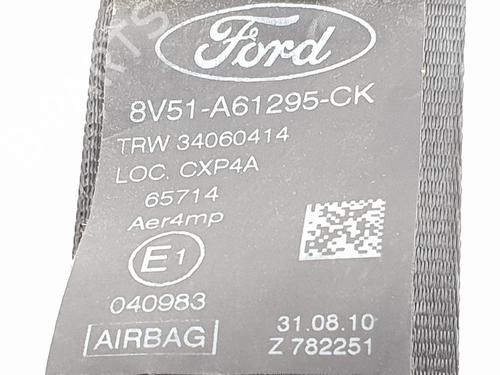 Ford
8V51-A61295-CK
TRW 34060414
LOC. CXP4A
65714
Aer4mp
E1
040983
AIRBAG
31.08.10
Z 782251